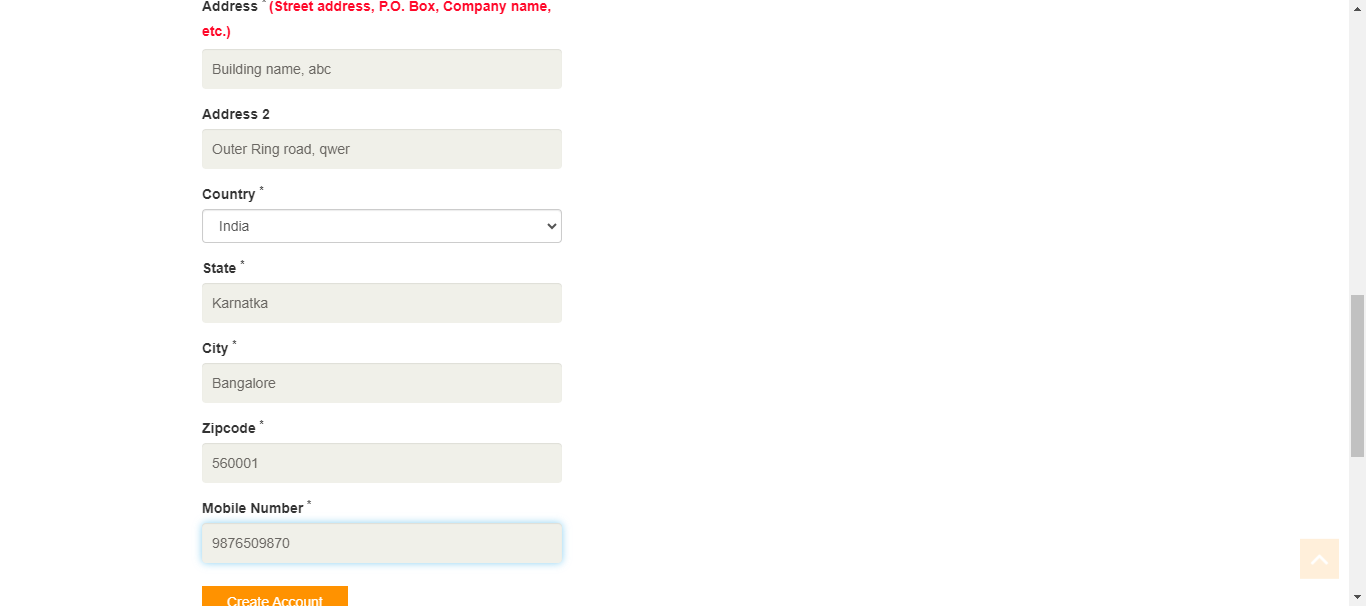 Address * (Street address, P.O. Box, Company name,
etc.)
Building name, abc
Address 2
Outer Ring road, qwer
Country *
India
State *
Karnatka
City *
Bangalore
Zipcode *
560001
Mobile Number *
9876509870
Create Account